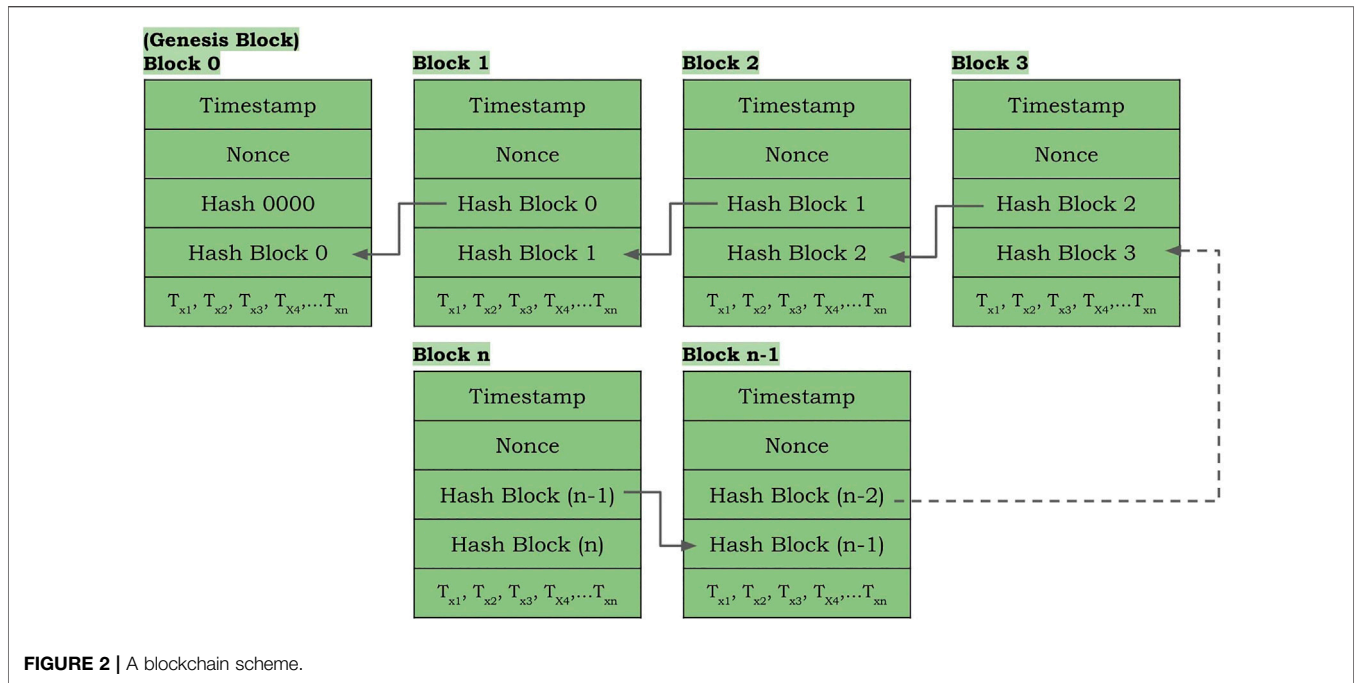 (Genesis Block)
Block 0
Timestamp
Nonce
Hash 0000
Hash Block 0
Tx1, Tx2, Tx3, TX4,...Txn
Block 1
Timestamp
Nonce
Hash Block 0
Hash Block 1
Tx1, Tx2, Tx3, TX4,...Txn
Block 2
Timestamp
Nonce
Hash Block 1
Hash Block 2
Tx1, Tx2, Tx3, TX4,...Txn
Block 3
Timestamp
Nonce
Hash Block 2
Hash Block 3
Tx1, Tx2, Tx3, TX4,...Txn
Block n
Timestamp
Nonce
Hash Block (n-1)
Hash Block (n)
Tx1, Tx2, Tx3, TX4,...Txn
Block n-1
Timestamp
Nonce
Hash Block (n-2)
Hash Block (n-1)
Tx1, Tx2, Tx3, TX4,...Txn
FIGURE 2 | A blockchain scheme.